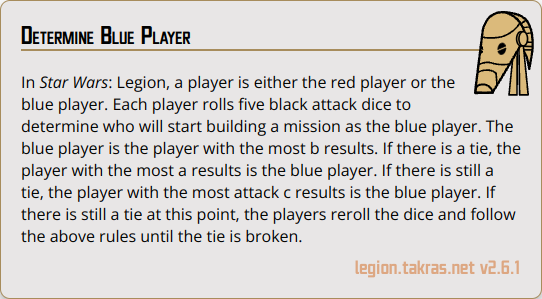 Determine Blue Player
In Star Wars: Legion, a player is either the red player or the
blue player. Each player rolls five black attack dice to
determine who will start building a mission as the blue player. The
blue player is the player with the most b results. If there is a tie, the
player with the most a results is the blue player. If there is still a
tie, the player with the most attack c results is the blue player. If
there is still a tie at this point, the players reroll the dice and follow
the above rules until the tie is broken.
legion.takras.net v2.6.1